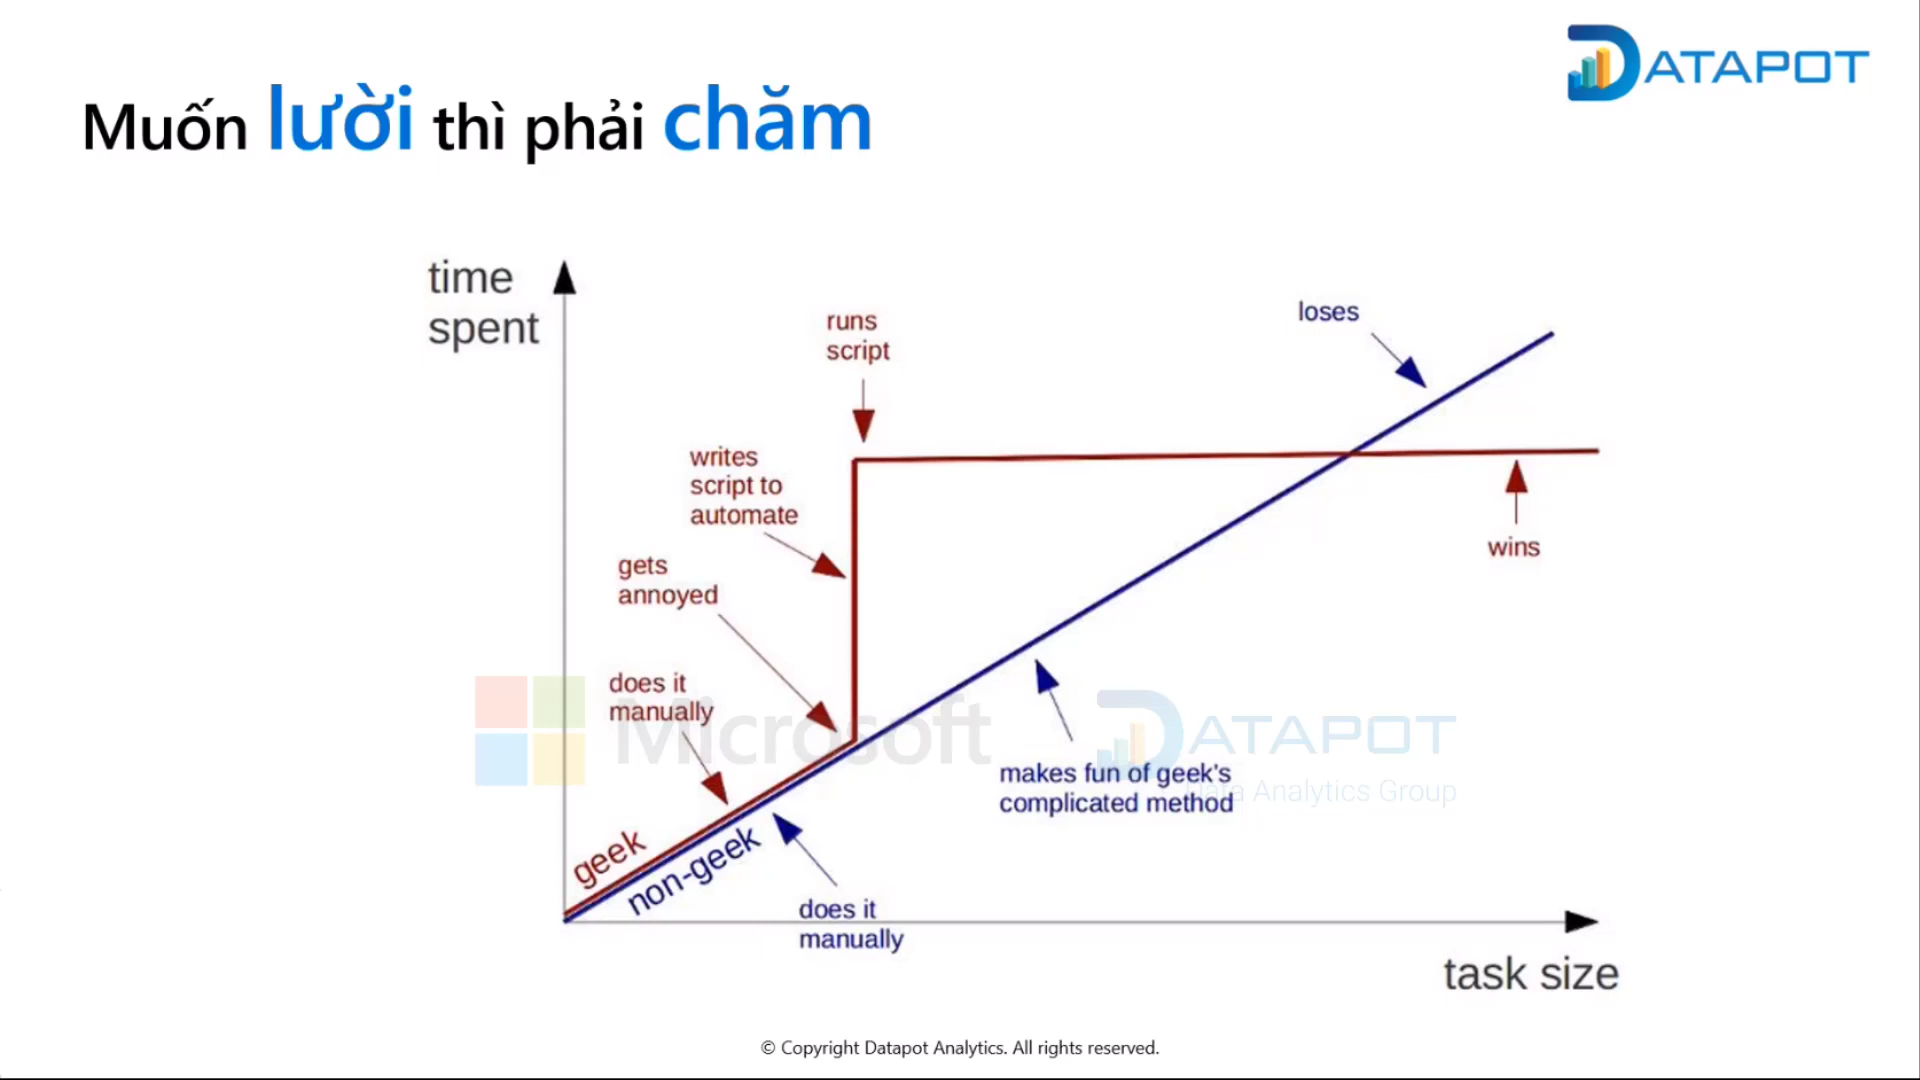 DATAPOT
Muốn lười thì phải chăm
time
spent
runs
script
loses
writes
script to
automate
gets
annoyed
wins
does it
manually
Microsoft
DATAPOT
Data Analytics Group
makes fun of geek's
complicated method
geek
non-geek
does it
manually
task size
© Copyright Datapot Analytics. All rights reserved.